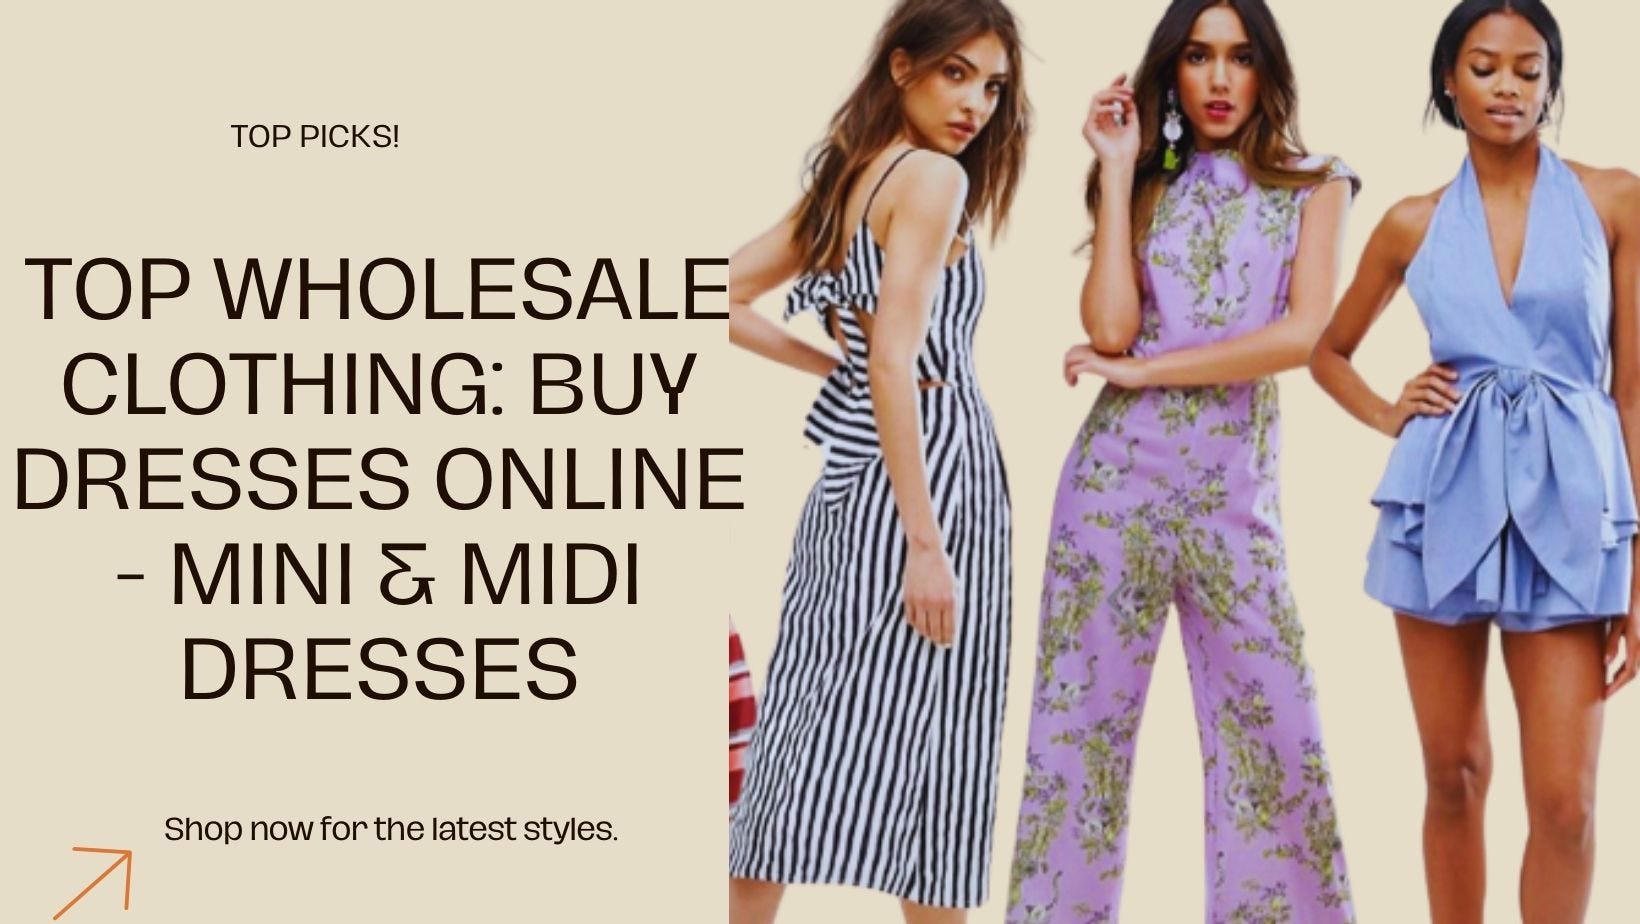 TOP PICKS!
TOP WHOLESALE
CLOTHING: BUY
DRESSES ONLINE
- MINI & MIDI
DRESSES
Shop now for the latest styles.